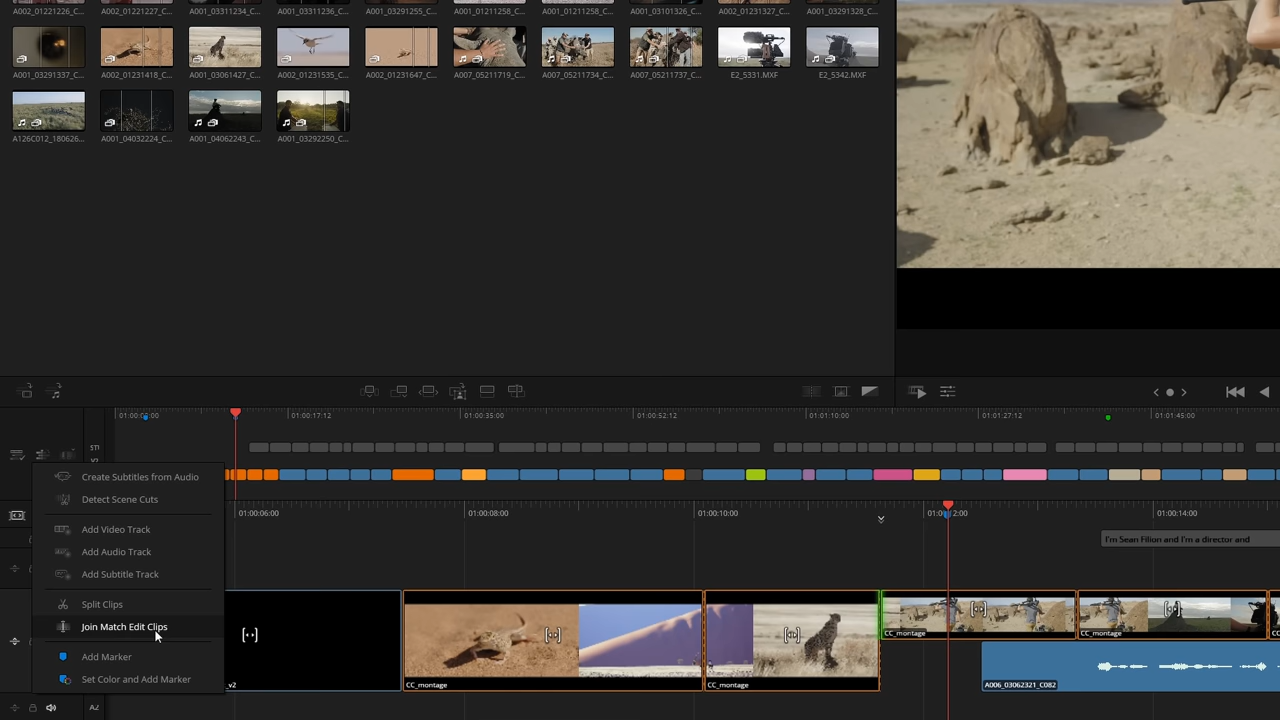 A002_01221226_C...
A002_01221227_C...
A001_03311234_C...
A001_03311236_C...
A001_03291255_C...
A001_01211258_C...
A001_01211258_C...
A001_03101326_C...
A002_01231327_C...
A001_03291328_C...
A001_03291337_C...
A002_01231418_C...
A001_03061427_C...
A002_01231535_C...
A002_01231647_C...
A007_05211719_C...
A007_05211734_C...
A007_05211737_C...
E2_5331.MXF
E2_5342.MXF
A126C012_180626...
A001_04032224_C...
A001_04062243_C...
A001_03292250_C...
01:00:17:12
01:00:35:00
01:00:52:12
01:01:10:00
01:01:27:12
01:01:45:00
ST1
Create Subtitles from Audio
Detect Scene Cuts
Add Video Track
Add Audio Track
Add Subtitle Track
Split Clips
Join Match Edit Clips
Add Marker
Set Color and Add Marker
01:00:06:00
01:00:08:00
01:00:10:00
01:00:14:00
I'm Sean Filion and I'm a director and
CC_montage
CC_montage
_v2
CC_montage
CC_montage
A006_03062321_C082
A2